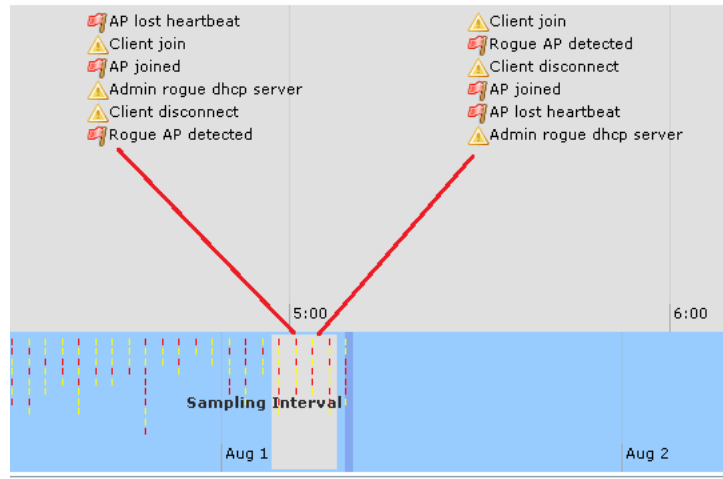 AP lost heartbeat
Client join
AP joined
Admin rogue dhcp server
Client disconnect
Rogue AP detected
Client join
Rogue AP detected
Client disconnect
AP joined
AP lost heartbeat
Admin rogue dhcp server
5:00
6:00
Sampling Interval
Aug 1
Aug 2